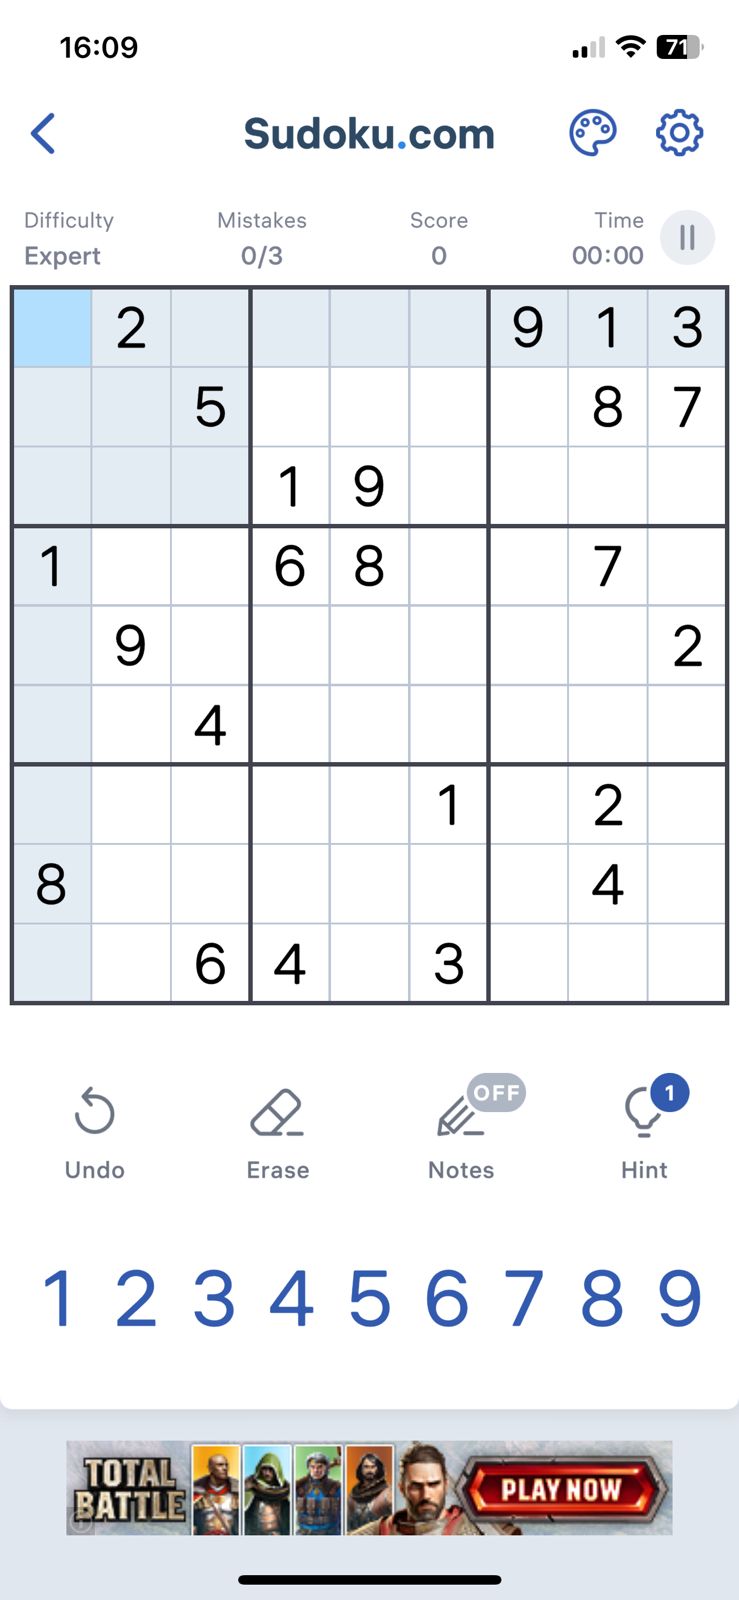 16:09
71
Sudoku.com
Difficulty Mistakes Score Time
Expert 0/3 0 00:00
2 9 1 3
5 8 7
1 9
1 6 8 7
9 2
4
1 2
8 4
6 4 3
OFF 1
Undo Erase Notes Hint
1 2 3 4 5 6 7 8 9
TOTAL
BATTLE
PLAY NOW